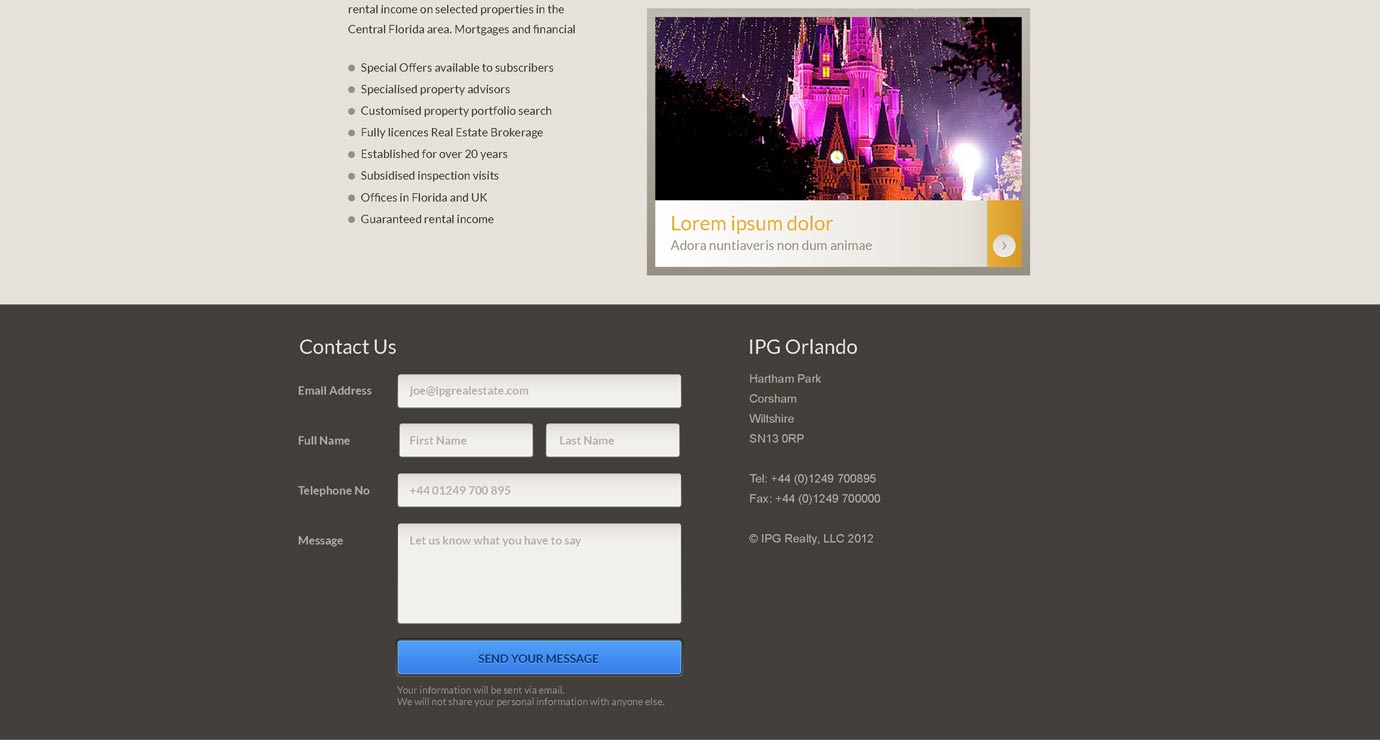 rental income on selected properties in the
Central Florida area. Mortgages and financial
Special Offers available to subscribers
Specialised property advisors
Customised property portfolio search
Fully licences Real Estate Brokerage
Established for over 20 years
Subsidised inspection visits
Offices in Florida and UK
Guaranteed rental income
Lorem ipsum dolor
Adora nuntiaveris non dum animae
Contact Us
Email Address
joe@ipgrealestate.com
Full Name
First Name
Last Name
Telephone No
+44 01249 700 895
Message
Let us know what you have to say
SEND YOUR MESSAGE
Your information will be sent via email.
We will not share your personal information with anyone else.
IPG Orlando
Hartham Park
Corsham
Wiltshire
SN13 0RP
Tel: +44 (0)1249 700895
Fax: +44 (0)1249 700000
© IPG Realty, LLC 2012